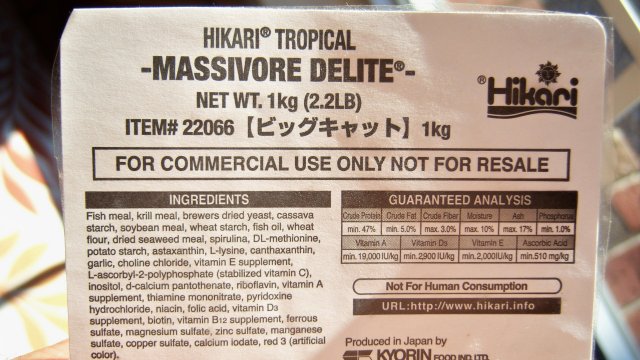 HIKARI® TROPICAL
-MASSIVORE DELITE®-
NET WT. 1kg (2.2LB)
ITEM# 22066 【ビッグキャット】 1kg
® Hikari
FOR COMMERCIAL USE ONLY NOT FOR RESALE
INGREDIENTS
Fish meal, krill meal, brewers dried yeast, cassava
starch, soybean meal, wheat starch, fish oil, wheat
flour, dried seaweed meal, spirulina, DL-methionine,
potato starch, astaxanthin, L-lysine, canthaxanthin,
garlic, choline chloride, vitamin E supplement,
L-ascorbyl-2-polyphosphate (stabilized vitamin C),
inositol, d-calcium pantothenate, riboflavin, vitamin A
supplement, thiamine mononitrate, pyridoxine
hydrochloride, niacin, folic acid, vitamin D3
supplement, biotin, vitamin B12 supplement, ferrous
sulfate, magnesium sulfate, zinc sulfate, manganese
sulfate, copper sulfate, calcium iodate, red 3 (artificial
color).
GUARANTEED ANALYSIS
Crude Protein Crude Fat Crude Fiber Moisture Ash Phosphorus
min. 47% min. 5.0% max. 3.0% max. 10% max. 17% min. 1.0%
Vitamin A Vitamin D3 Vitamin E Ascorbic Acid
min. 19,000 IU/kg min. 2,900 IU/kg min. 2,000 IU/kg min. 510 mg/kg
Not For Human Consumption
URL:http://www.hikari.info
Produced in Japan by
KYORIN FOOD IND. LTD.